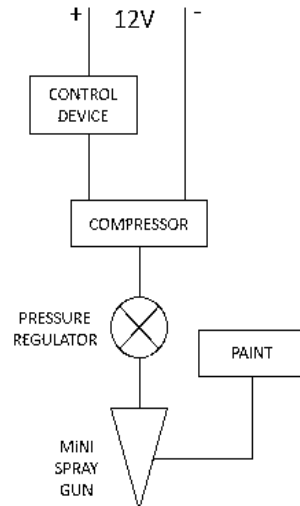 + 12V -
CONTROL
DEVICE
COMPRESSOR
PRESSURE
REGULATOR
PAINT
MiNI
SPRAY
GUN